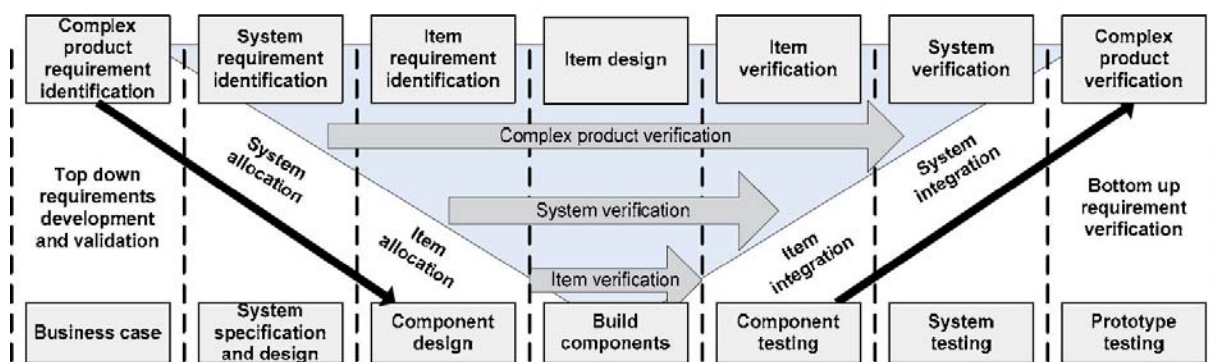 Complex
product
requirement
identification
System
requirement
identification
Item
requirement
identification
Item design
Item
verification
System
verification
Complex
product
verification
Complex product verification
System
allocation
System
integration
Top down
requirements
development
and validation
System verification
Bottom up
requirement
verification
Item
allocation
Item
integration
Item verification
Business case
System
specification
and design
Component
design
Build
components
Component
testing
System
testing
Prototype
testing